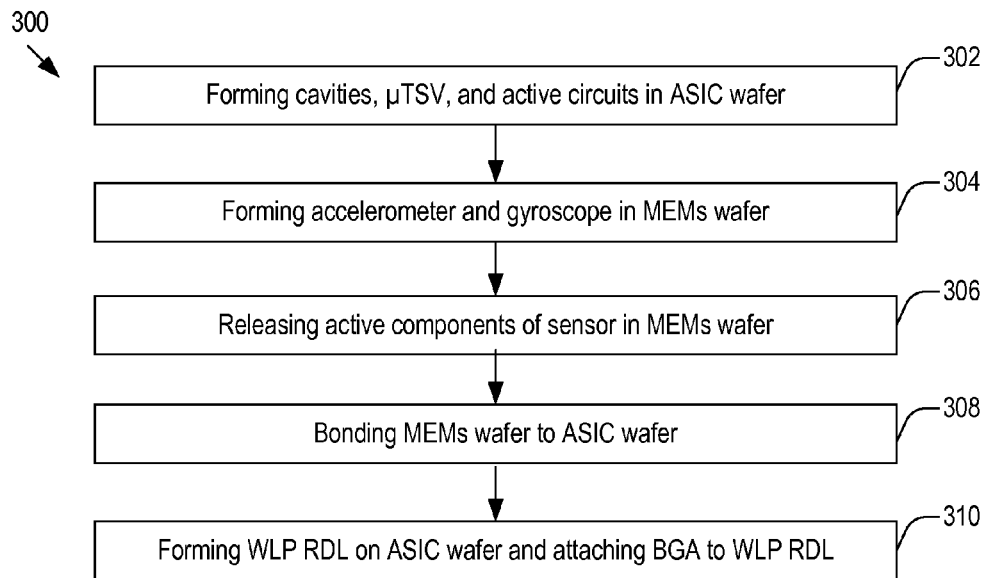 300
302
Forming cavities, µTSV, and active circuits in ASIC wafer
304
Forming accelerometer and gyroscope in MEMs wafer
306
Releasing active components of sensor in MEMs wafer
308
Bonding MEMs wafer to ASIC wafer
310
Forming WLP RDL on ASIC wafer and attaching BGA to WLP RDL